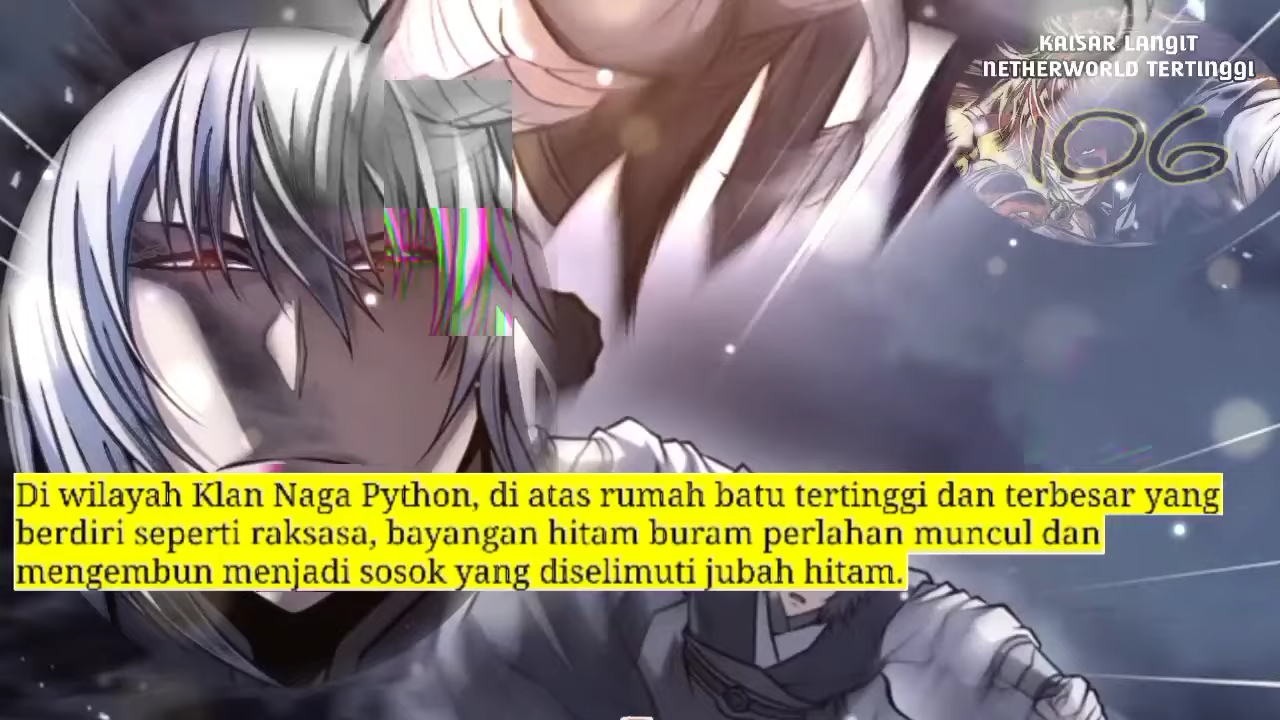 KAISAR LANGIT
NETHERWORLD TERTINGGI
106
Di wilayah Klan Naga Python, di atas rumah batu tertinggi dan terbesar yang
berdiri seperti raksasa, bayangan hitam buram perlahan muncul dan
mengembun menjadi sosok yang diselimuti jubah hitam.